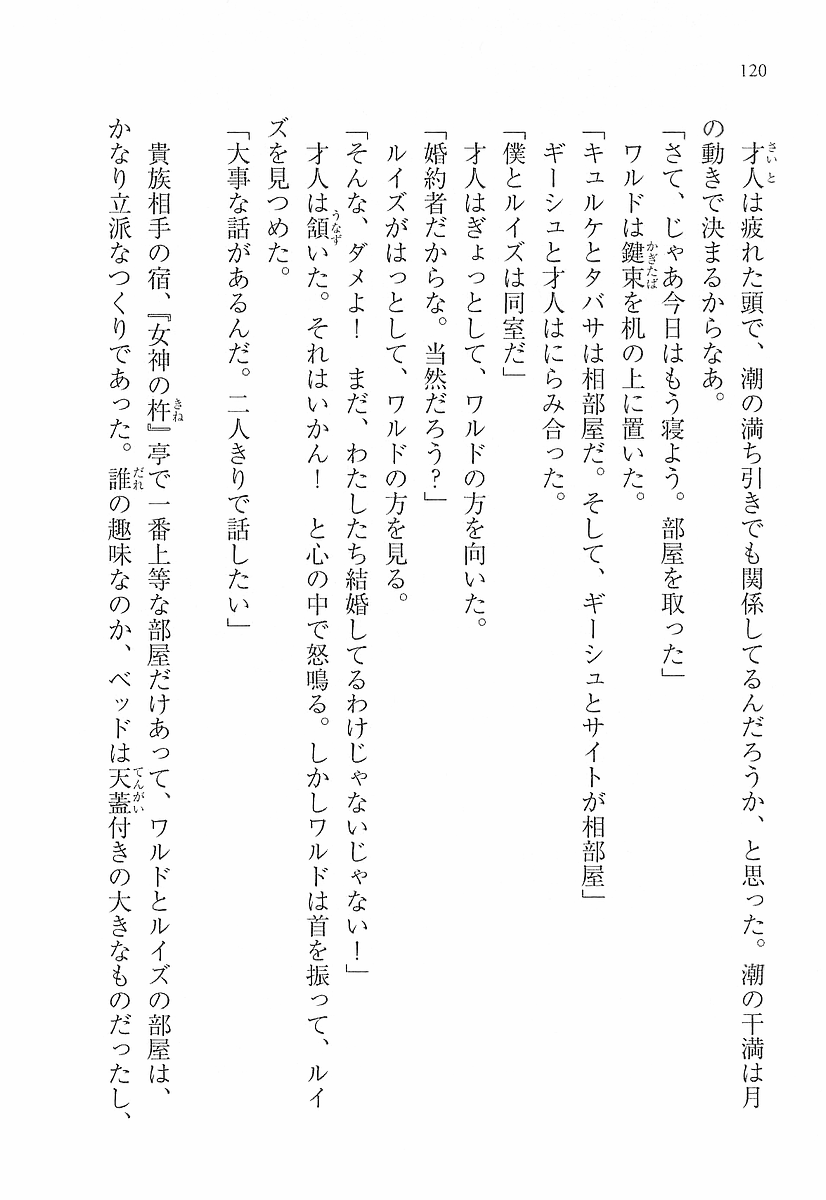 120
才人は疲れた頭で、潮の満ち引きでも関係してるんだろうか、と思った。潮の干満は月
の動きで決まるからなあ。
「さて、じゃあ今日はもう寝よう。部屋を取った」
ワルドは鍵束を机の上に置いた。
「キュルケとタバサは相部屋だ。そして、ギーシュとサイトが相部屋」
ギーシュと才人はにらみ合った。
「僕とルイズは同室だ」
才人はぎょっとして、ワルドの方を向いた。
「婚約者だからな。当然だろう？」
ルイズがはっとして、ワルドの方を見る。
「そんな、ダメよ！　まだ、わたしたち結婚してるわけじゃないじゃない！」
才人は頷いた。それはいかん！　と心の中で怒鳴る。しかしワルドは首を振って、ルイ
ズを見つめた。
「大事な話があるんだ。二人きりで話したい」
貴族相手の宿、『女神の杵』亭で一番上等な部屋だけあって、ワルドとルイズの部屋は、
かなり立派なつくりであった。誰の趣味なのか、ベッドは天蓋付きの大きなものだったし、